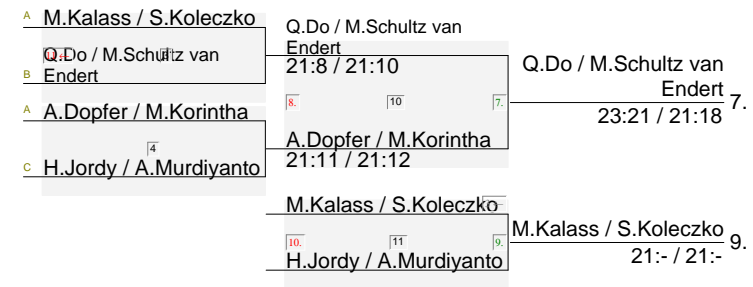 A M.Kalass / S.Koleczko
B Q.Do / M.Schultz van
Endert
Q.Do / M.Schultz van
Endert
21:8 / 21:10
A A.Dopfer / M.Korintha
4
C H.Jordy / A.Murdiyanto
8.
10
7.
A.Dopfer / M.Korintha
21:11 / 21:12
Q.Do / M.Schultz van
Endert
7.
23:21 / 21:18
M.Kalass / S.Koleczko
10.
11
9.
H.Jordy / A.Murdiyanto
M.Kalass / S.Koleczko
9.
21:- / 21:-